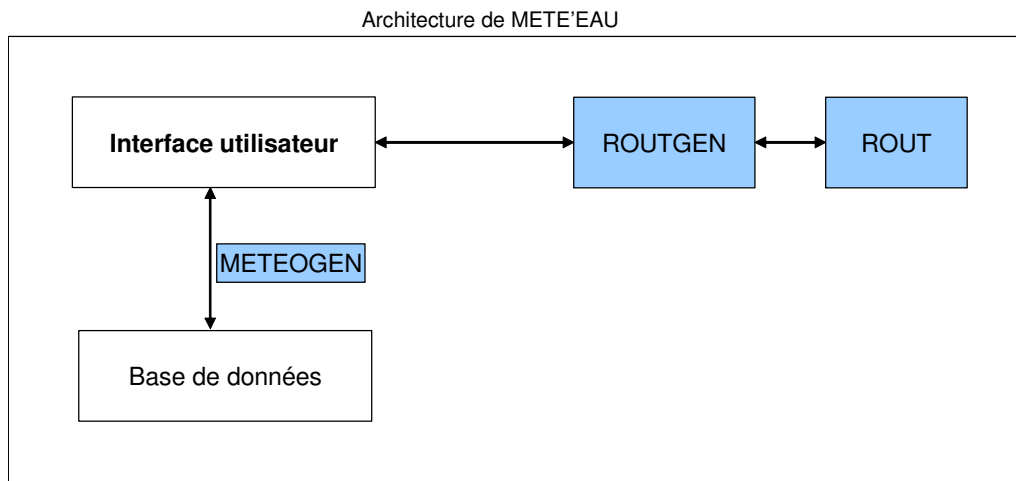 Architecture de METE'EAU
Interface utilisateur
ROUTGEN
ROUT
METEOGEN
Base de données